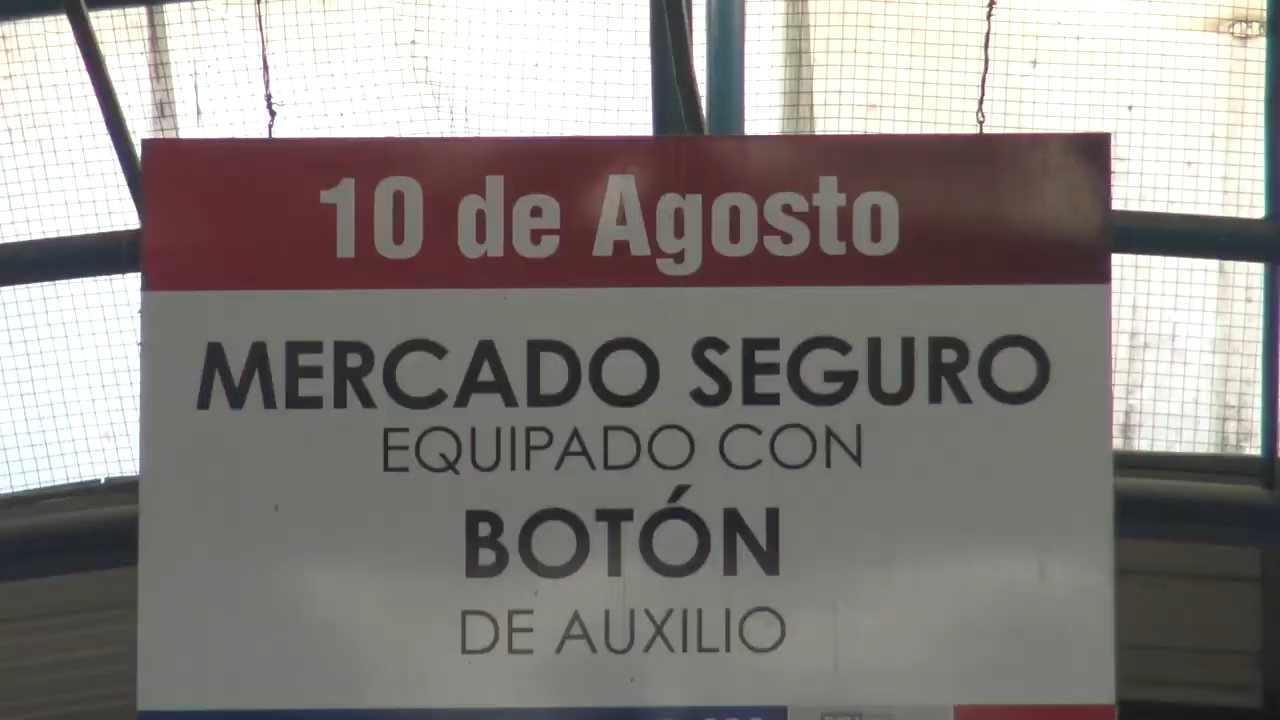 10 de Agosto
MERCADO SEGURO
EQUIPADO CON
BOTÓN
DE AUXILIO